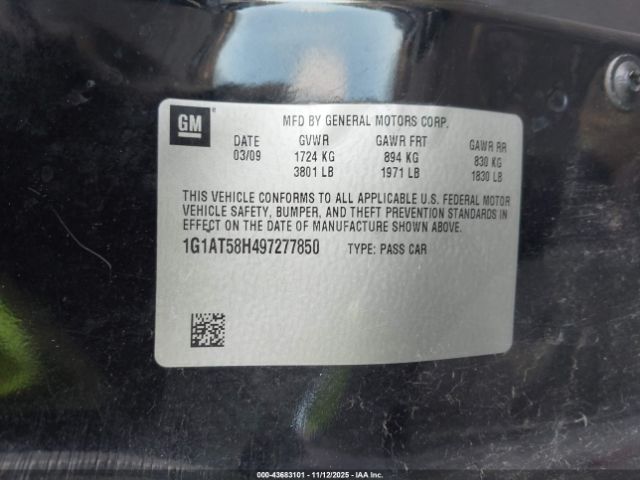 GM
MFD BY GENERAL MOTORS CORP.
DATE GVWR GAWR FRT GAWR RR
03/09 1724 KG 894 KG 830 KG
3801 LB 1971 LB 1830 LB
THIS VEHICLE CONFORMS TO ALL APPLICABLE U.S. FEDERAL MOTOR
VEHICLE SAFETY, BUMPER, AND THEFT PREVENTION STANDARDS IN
EFFECT ON THE DATE OF MANUFACTURE SHOWN ABOVE.
1G1AT58H497277850 TYPE: PASS CAR
000-43683101 - 11/12/2025 - IAA Inc.